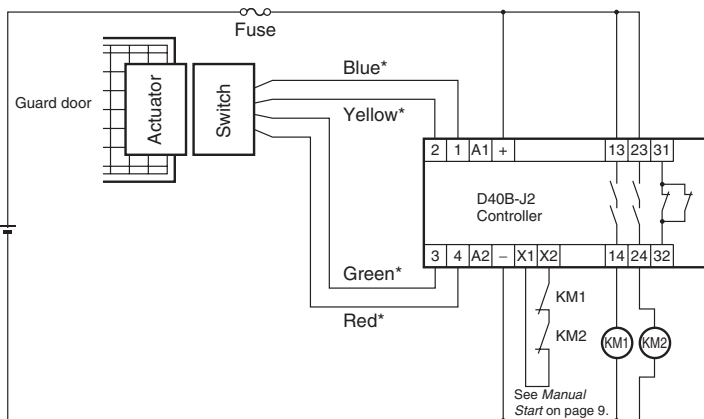 Fuse
Blue*
Guard door
Actuator
Switch
Yellow*
2 1 A1 + 13 23 31
D40B-J2
Controller
3 4 A2 – X1 X2 14 24 32
Green*
Red*
KM1
KM2
KM1
KM2
See Manual
Start on page 9.